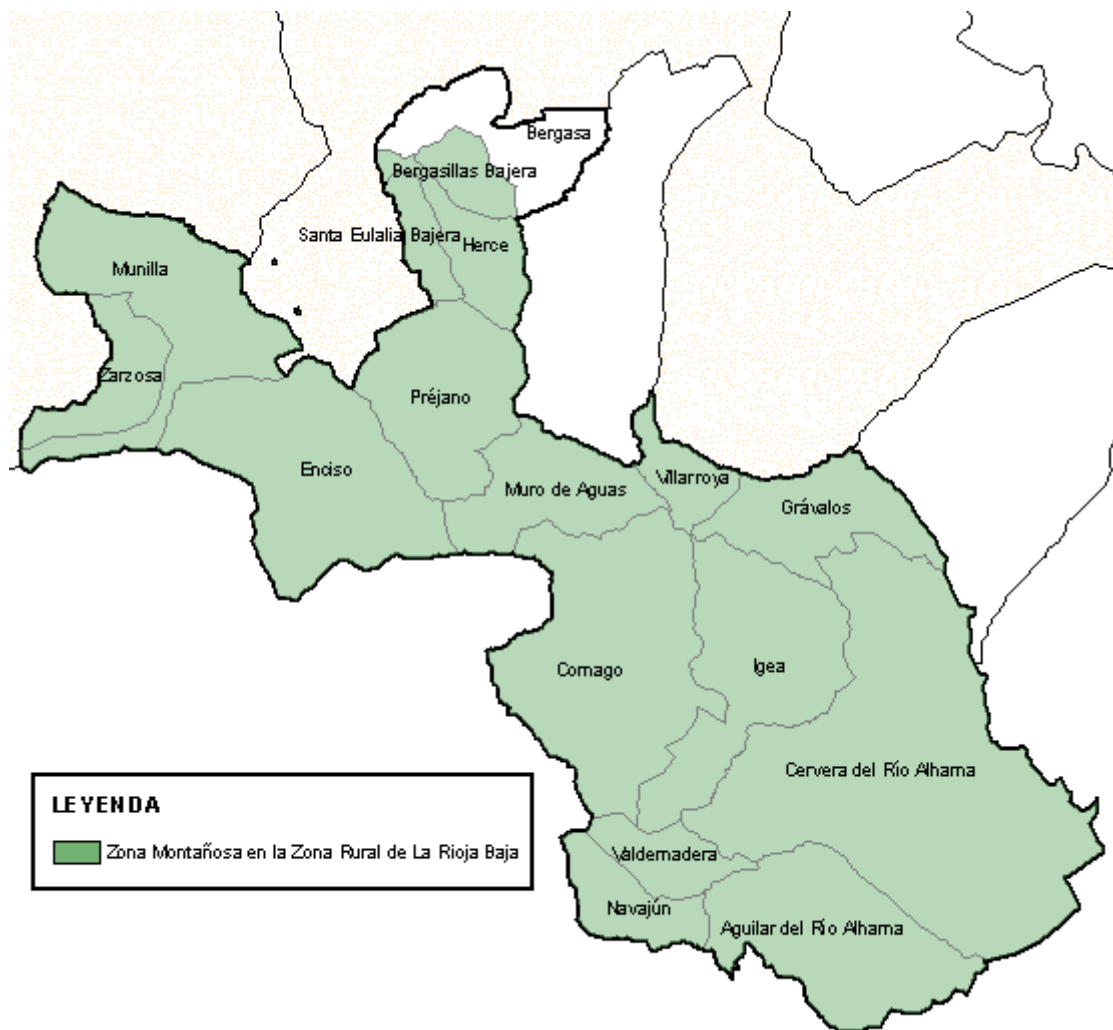 Bergasa
Bergasillas Bajera
Santa Eulalia Bajera
Herce
Munilla
Zarzosa
Préjano
Enciso
Muro de Aguas
Villarroya
Grávalos
Cornago
Igea
Cervera del Río Alhama
LEYENDA
Zona Montañosa en la Zona Rural de La Rioja Baja
Valdemadera
Navajún
Aguilar del Río Alhama